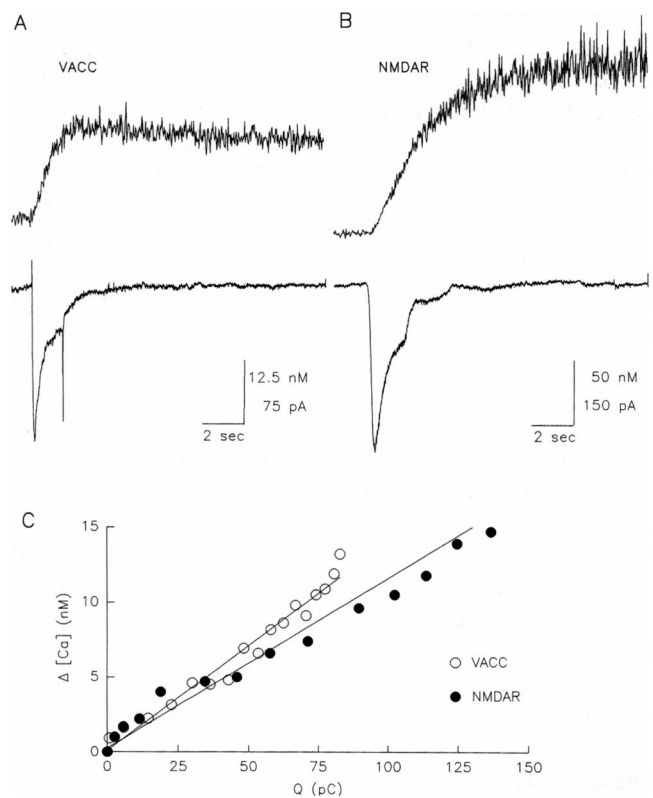 A
B
VACC
NMDAR
12.5 nM
75 pA
2 sec
50 nM
150 pA
2 sec
C
Δ [Ca] (nM)
15
10
5
0
0
25
50
75
100
125
150
Q (pC)
VACC
NMDAR